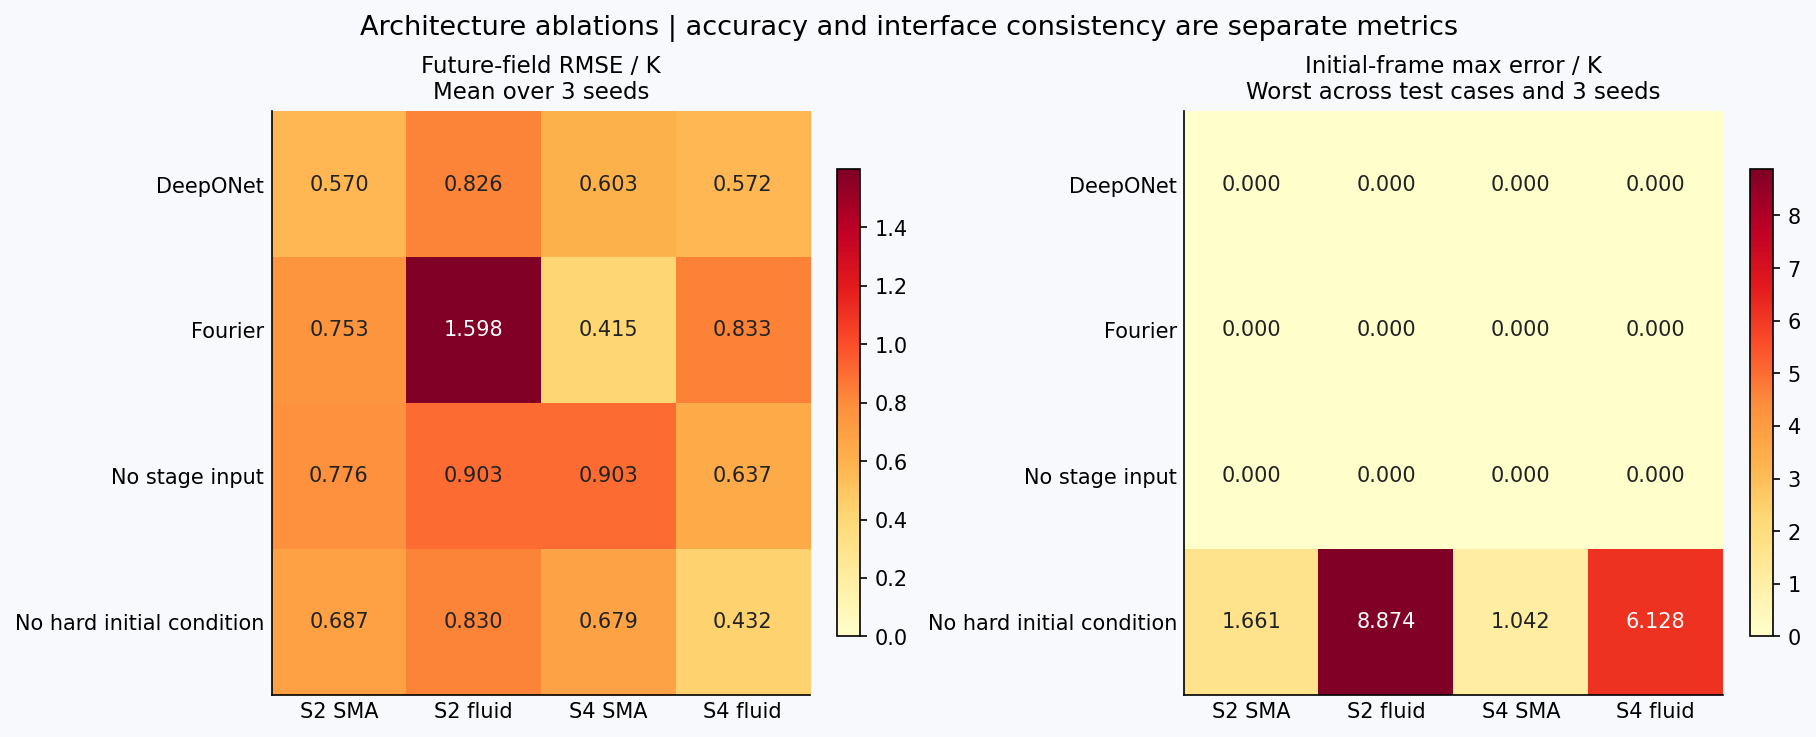 Architecture ablations | accuracy and interface consistency are separate metrics
Future-field RMSE / K
Mean over 3 seeds
DeepONet 0.570 0.826 0.603 0.572
Fourier 0.753 1.598 0.415 0.833
No stage input 0.776 0.903 0.903 0.637
No hard initial condition 0.687 0.830 0.679 0.432
S2 SMA S2 fluid S4 SMA S4 fluid
1.4
1.2
1.0
0.8
0.6
0.4
0.2
0.0
Initial-frame max error / K
Worst across test cases and 3 seeds
DeepONet 0.000 0.000 0.000 0.000
Fourier 0.000 0.000 0.000 0.000
No stage input 0.000 0.000 0.000 0.000
No hard initial condition 1.661 8.874 1.042 6.128
S2 SMA S2 fluid S4 SMA S4 fluid
8
7
6
5
4
3
2
1
0